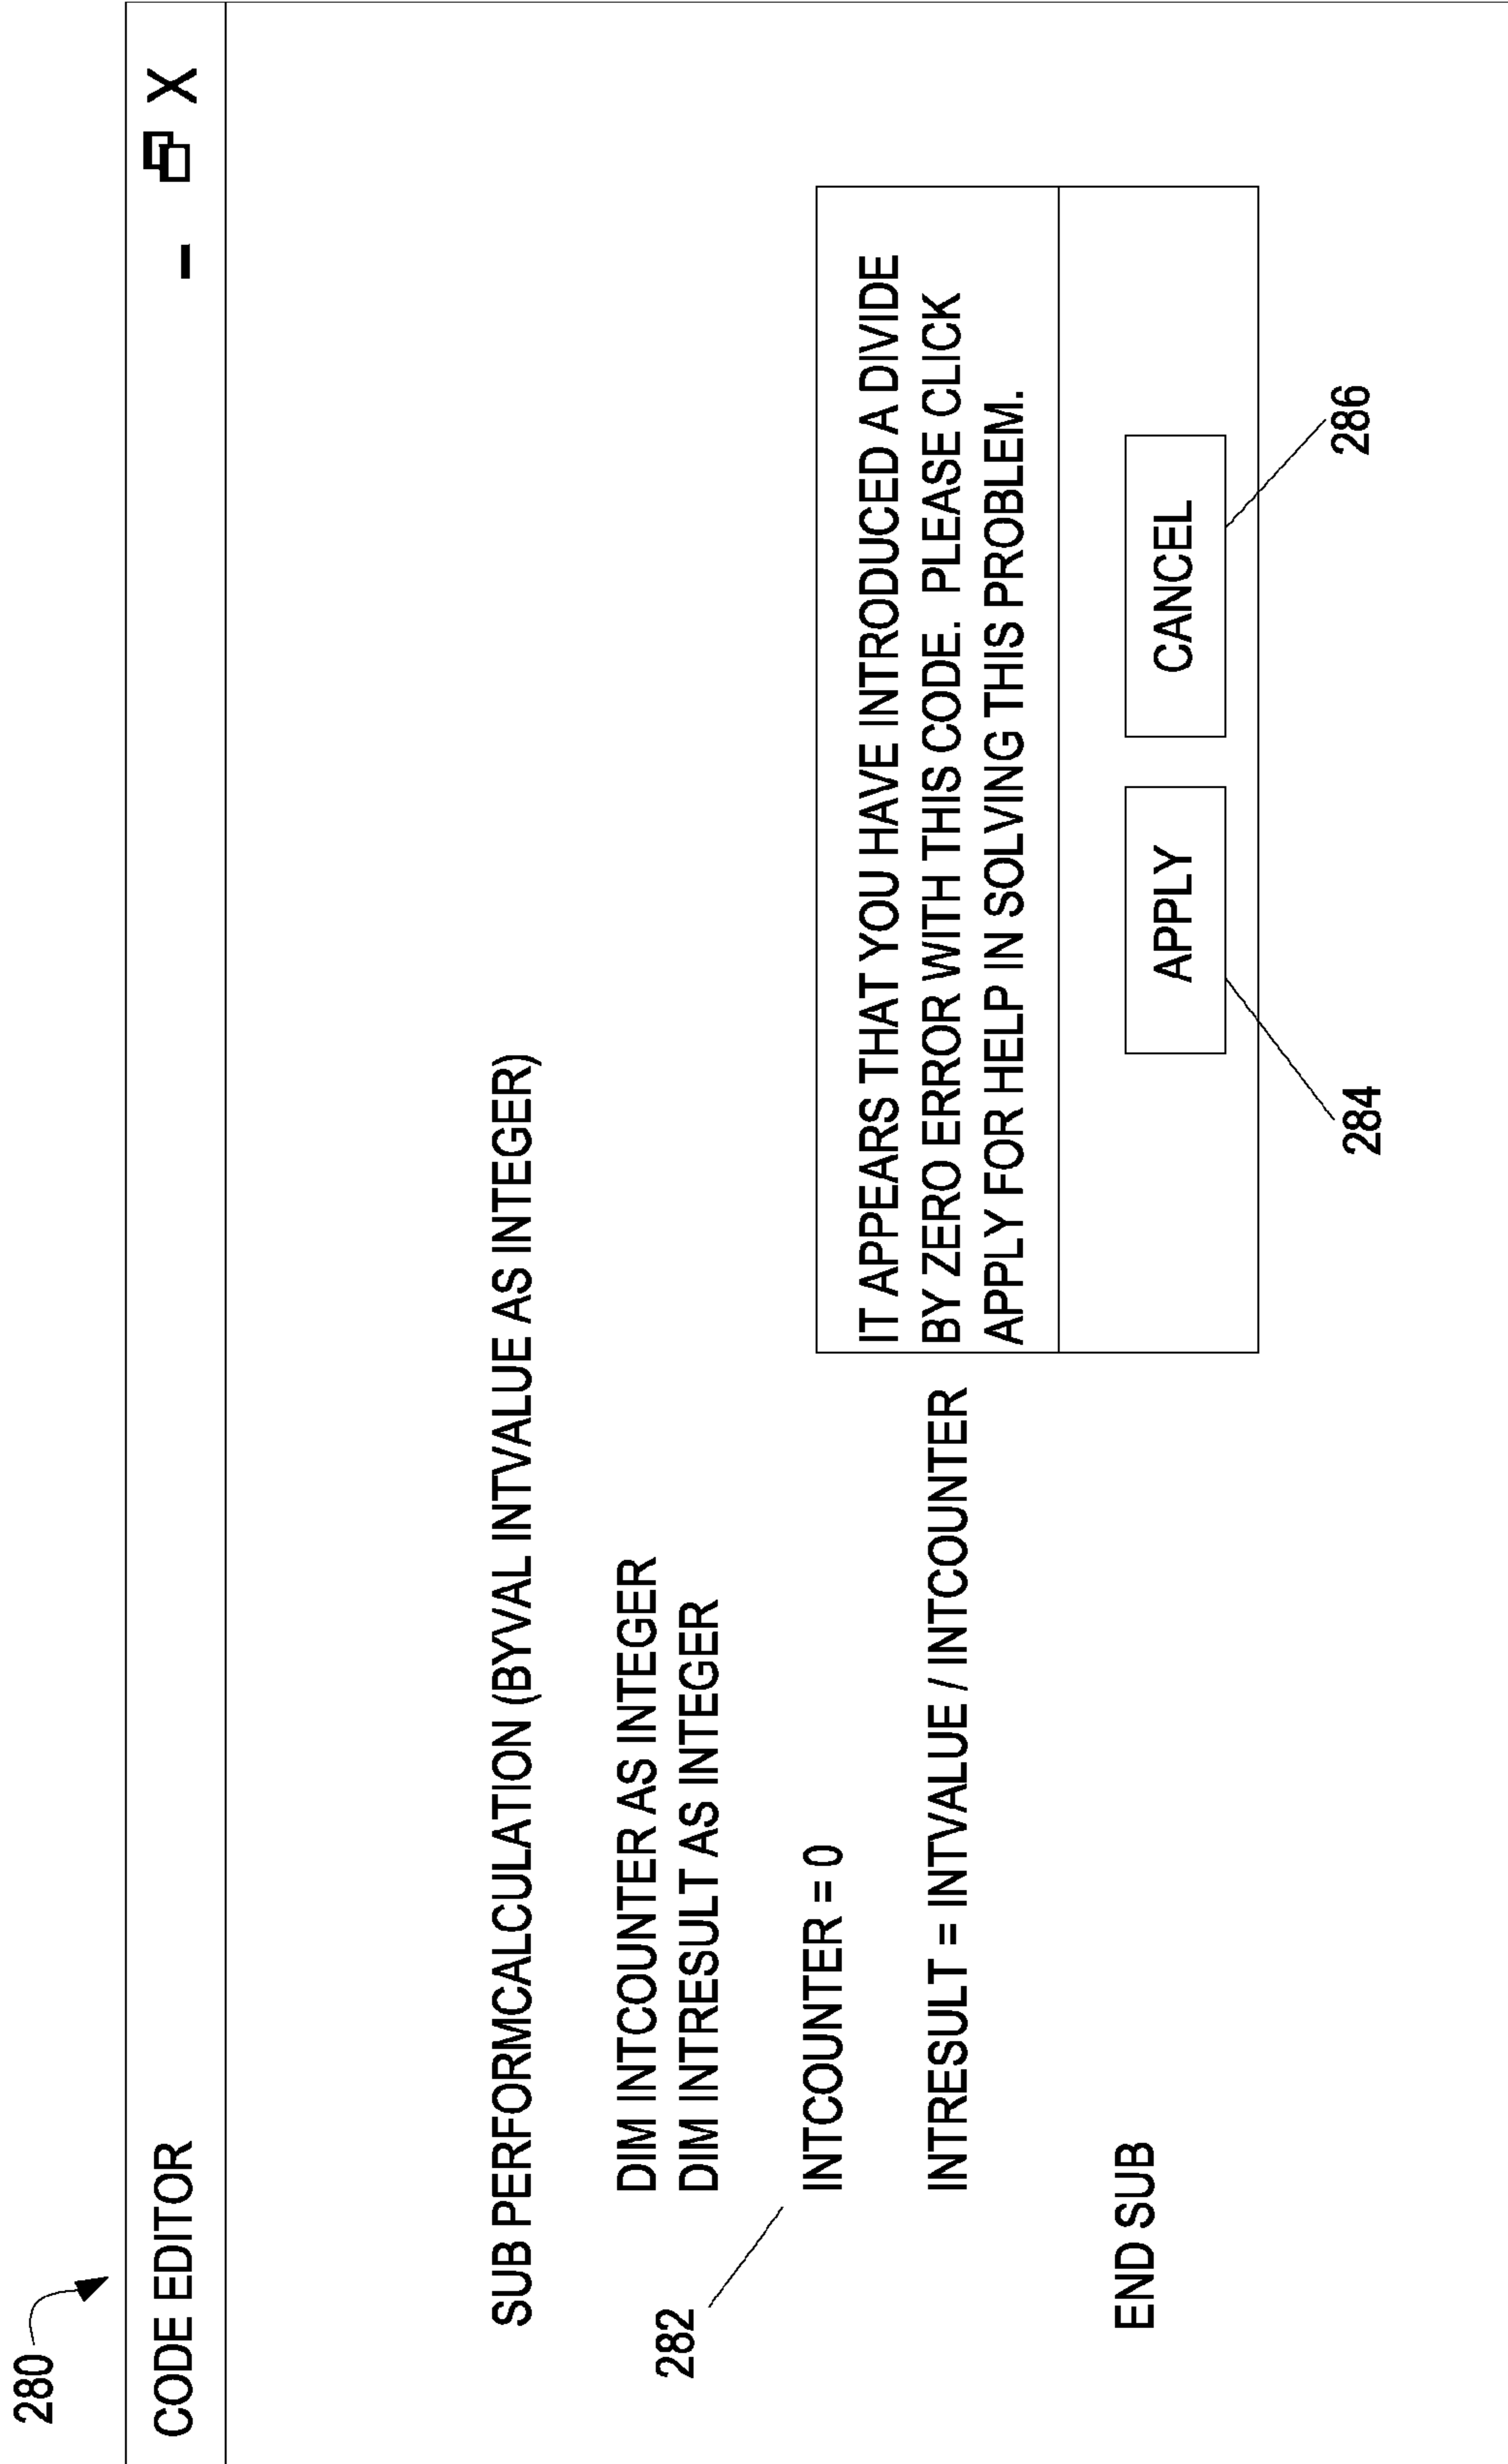 280
CODE EDITOR
SUB PERFORMCALCULATION (BYVAL INTVALUE AS INTEGER)
DIM INTCOUNTER AS INTEGER
DIM INTRESULT AS INTEGER
282
INTCOUNTER = 0
INTRESULT = INTVALUE / INTCOUNTER
END SUB
IT APPEARS THAT YOU HAVE INTRODUCED A DIVIDE
BY ZERO ERROR WITH THIS CODE. PLEASE CLICK
APPLY FOR HELP IN SOLVING THIS PROBLEM.
APPLY
CANCEL
284
286